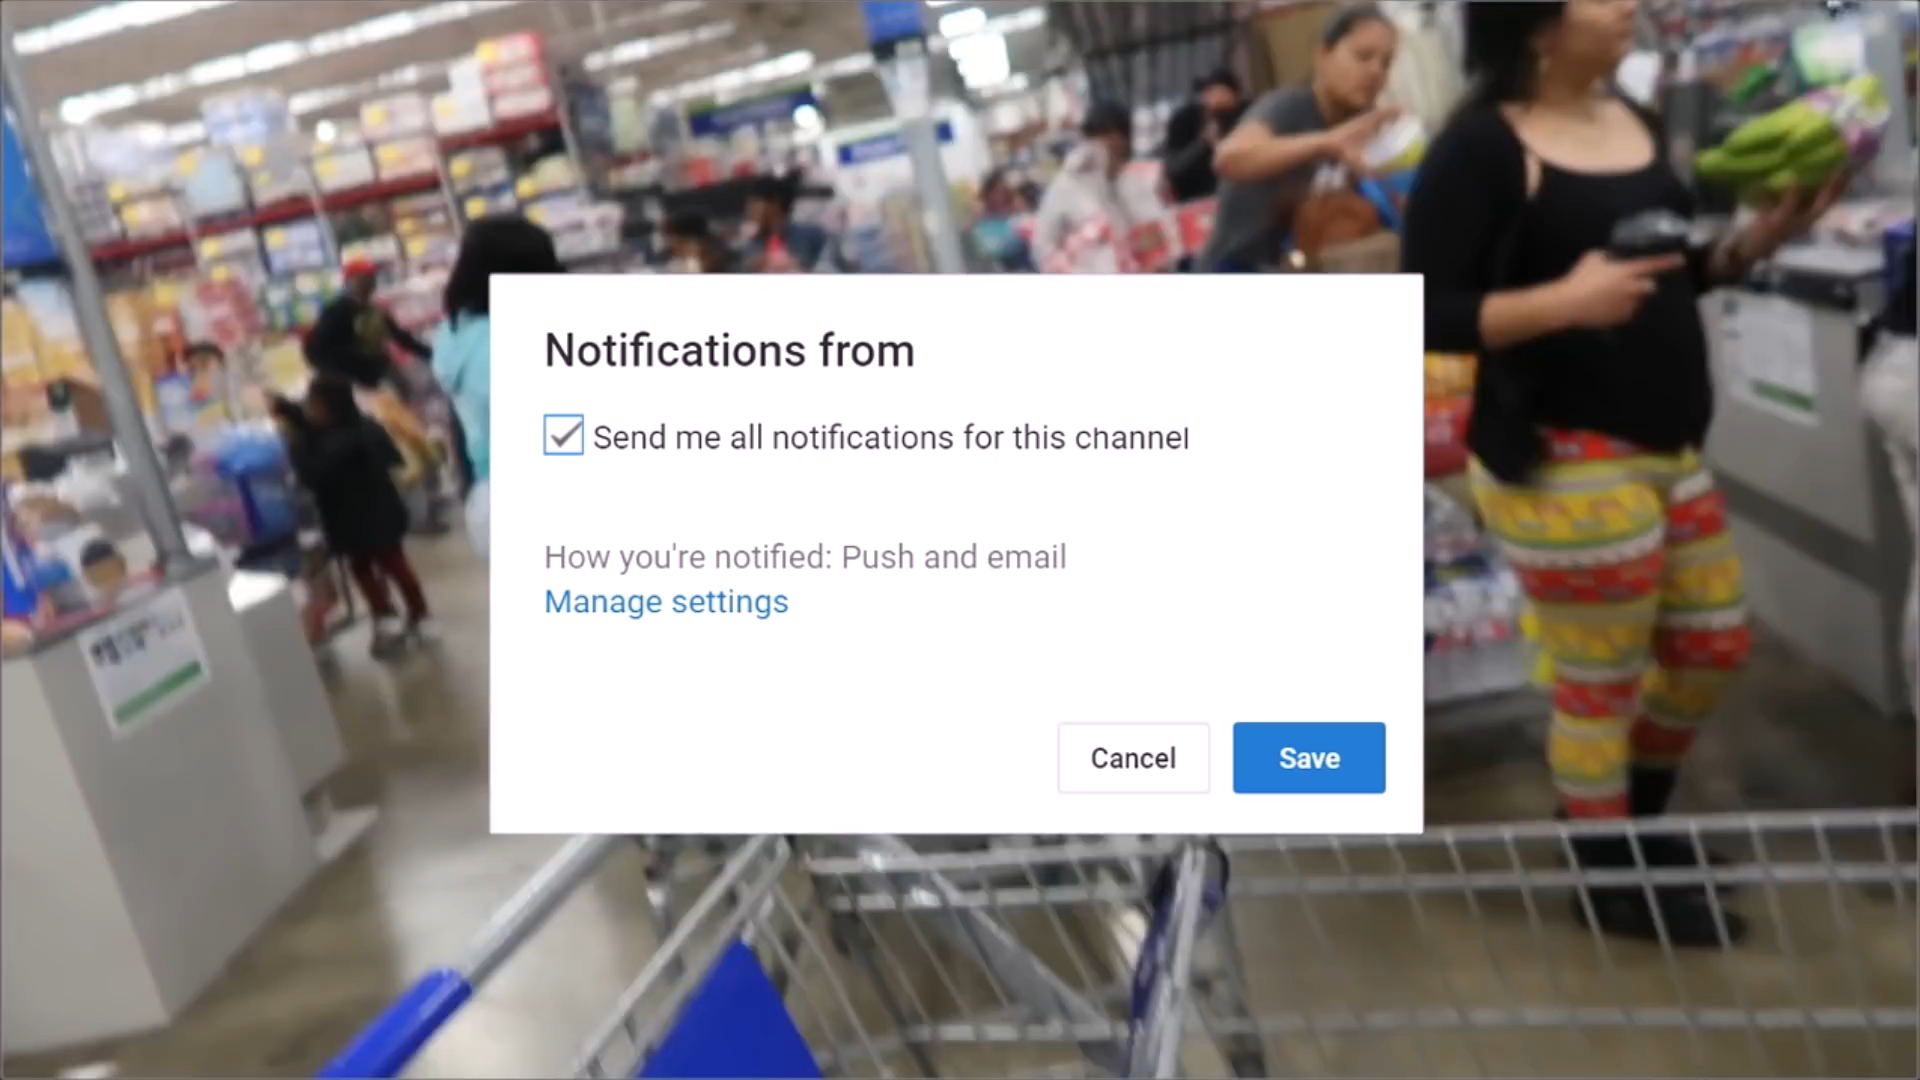 Notifications from
Send me all notifications for this channel
How you're notified: Push and email
Manage settings
Cancel
Save